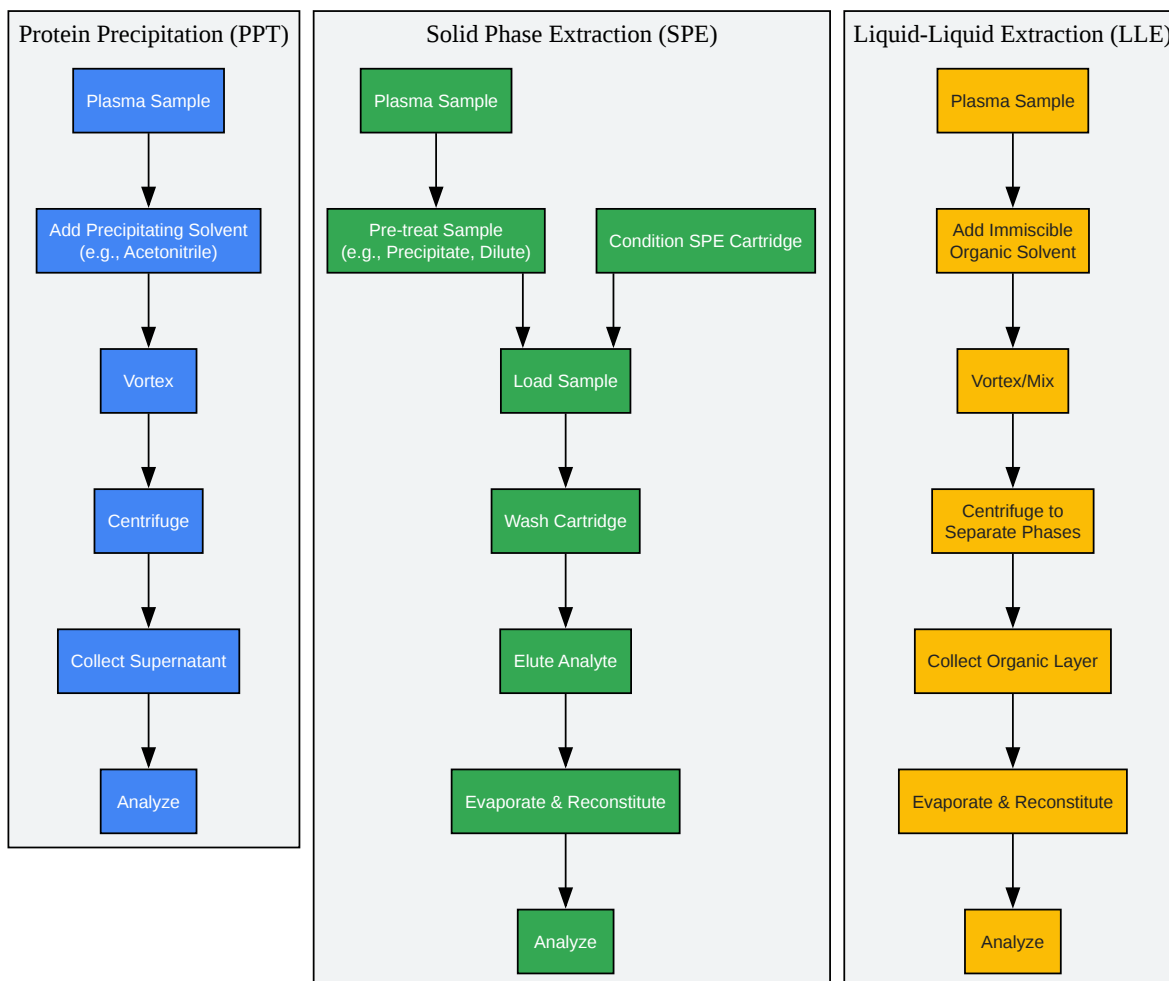 Protein Precipitation (PPT)
Plasma Sample
Add Precipitating Solvent
(e.g., Acetonitrile)
Vortex
Centrifuge
Collect Supernatant
Analyze
Solid Phase Extraction (SPE)
Plasma Sample
Pre-treat Sample
(e.g., Precipitate, Dilute)
Condition SPE Cartridge
Load Sample
Wash Cartridge
Elute Analyte
Evaporate & Reconstitute
Analyze
Liquid-Liquid Extraction (LLE)
Plasma Sample
Add Immiscible
Organic Solvent
Vortex/Mix
Centrifuge to
Separate Phases
Collect Organic Layer
Evaporate & Reconstitute
Analyze